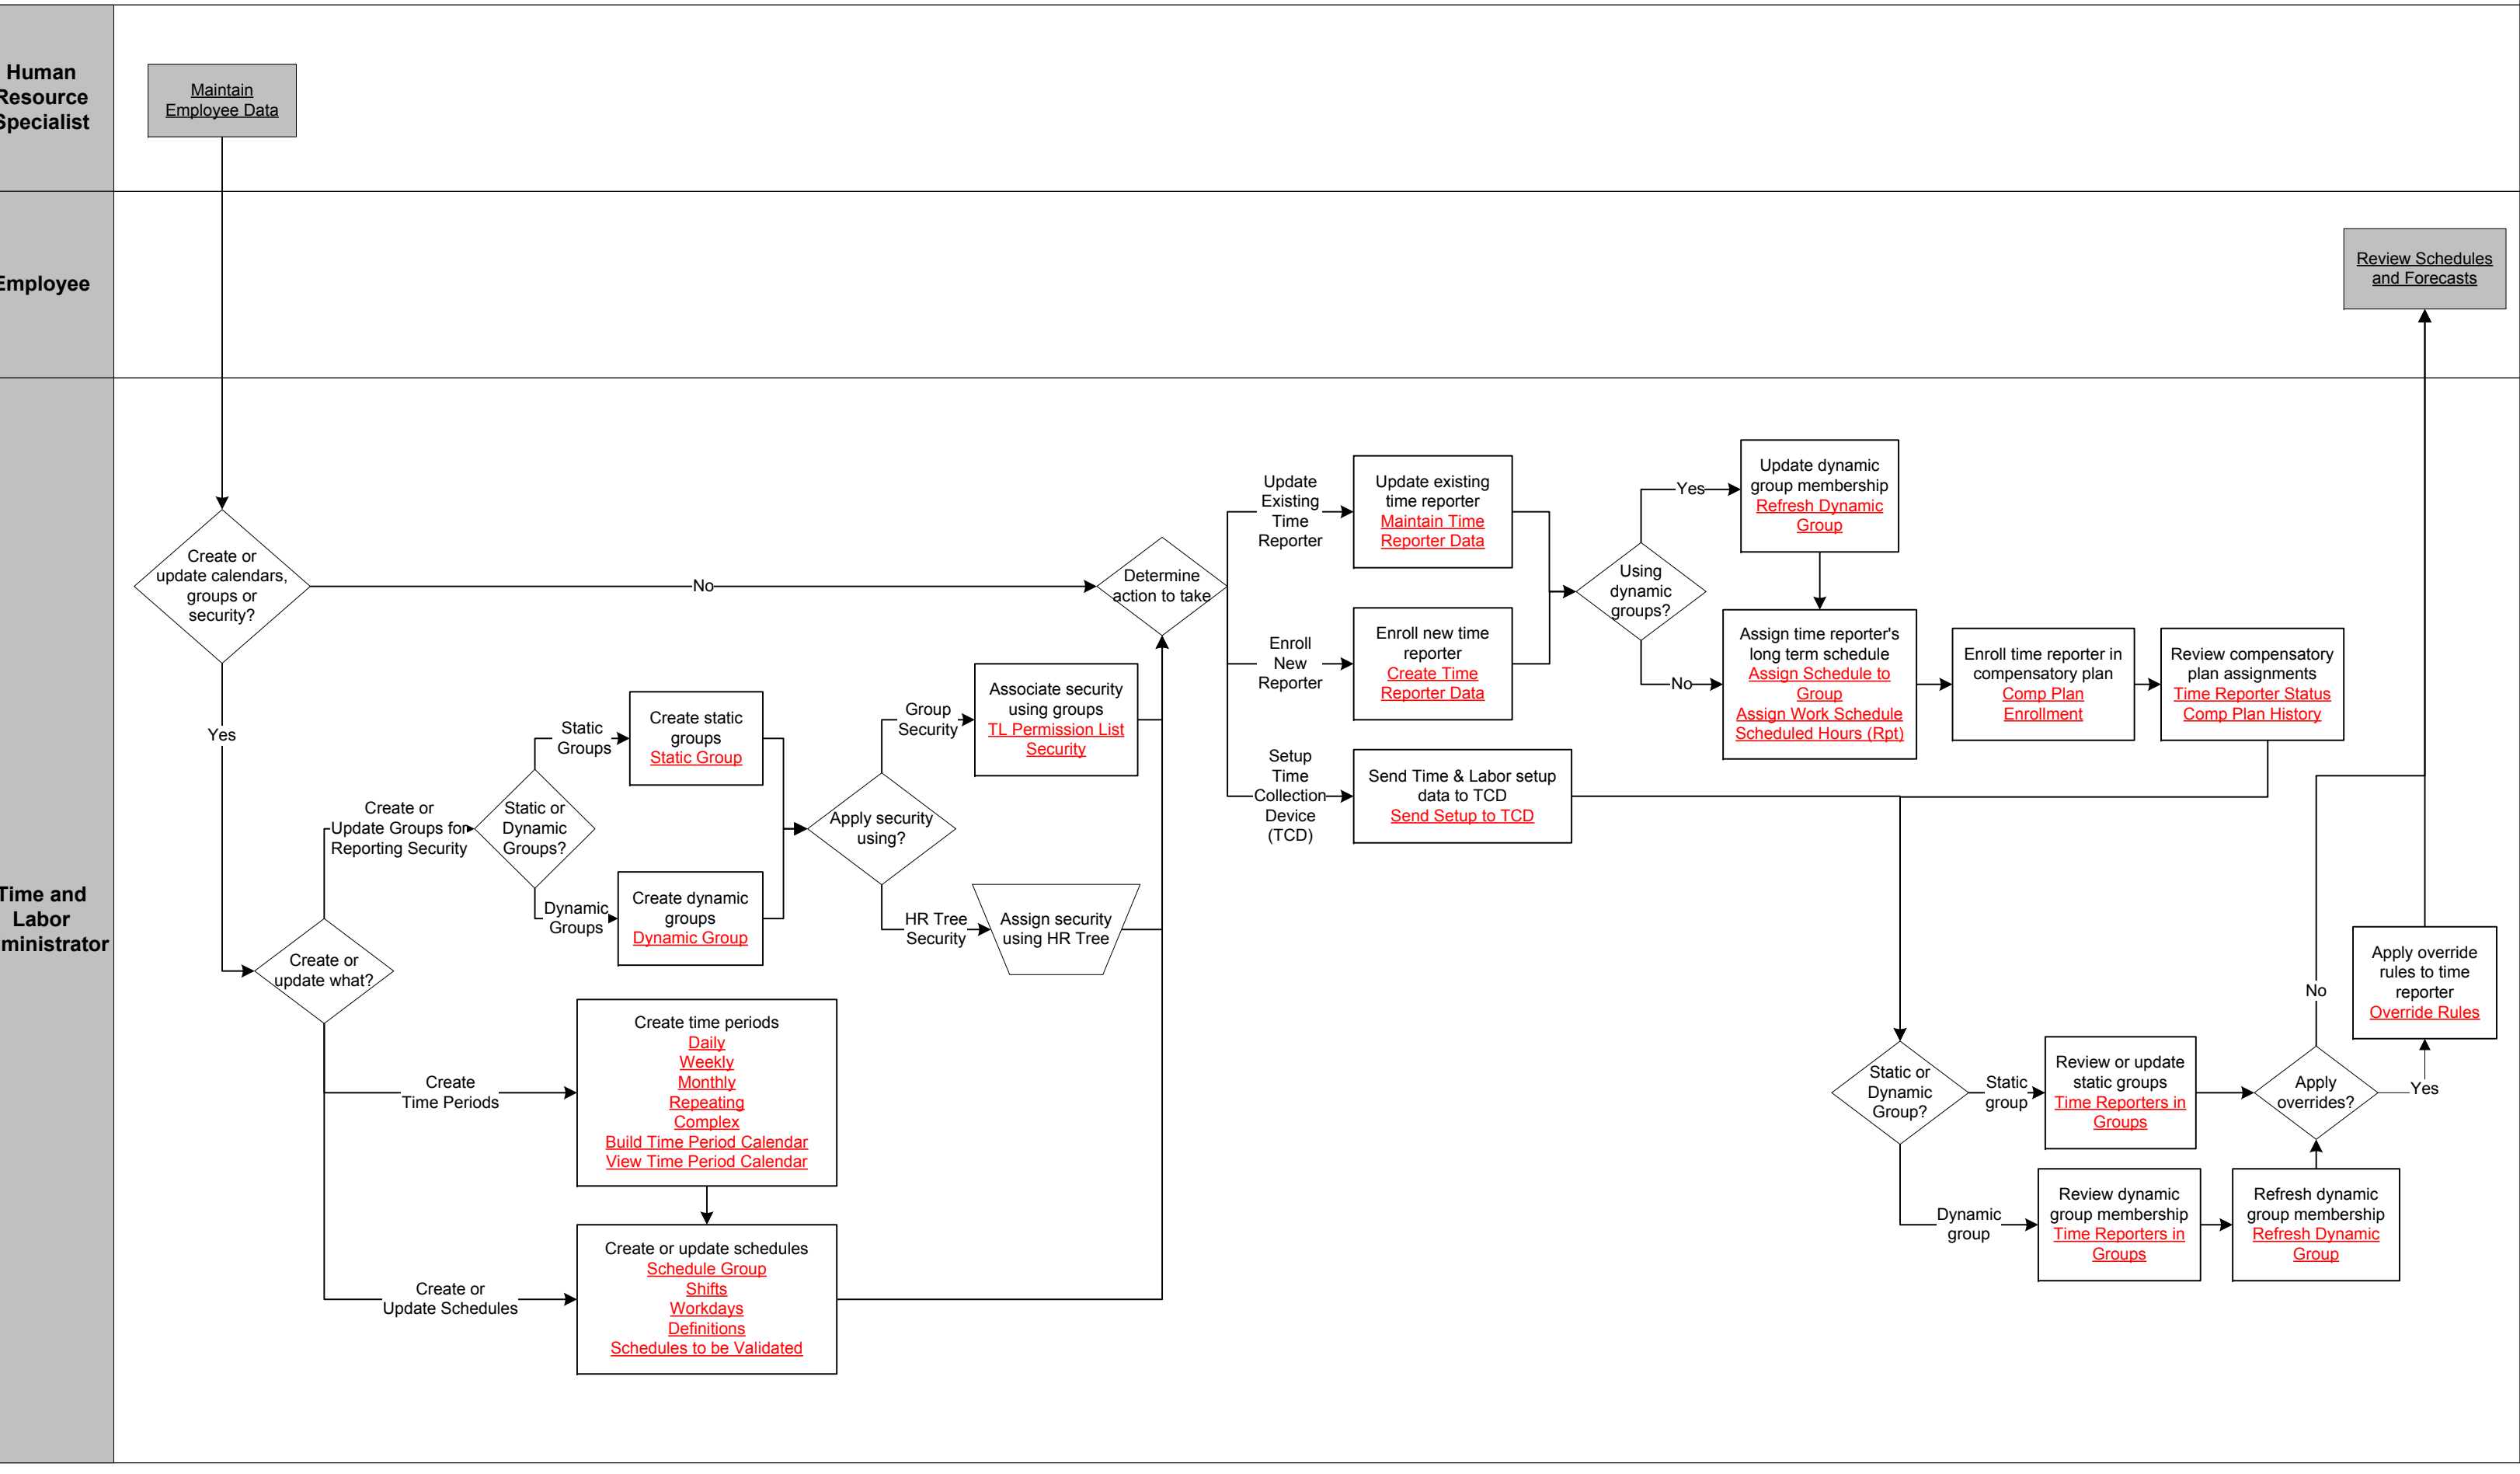 Human
Resource
Specialist
Maintain
Employee Data
Employee
Review Schedules
and Forecasts
Time and
Labor
ministrator
Create or
update calendars,
groups or
security?
No
Yes
Create or
update what?
Create or
Update Groups for
Reporting Security
Static or
Dynamic
Groups?
Static
Groups
Create static
groups
Static Group
Dynamic
Groups
Create dynamic
groups
Dynamic Group
Apply security
using?
Group
Security
Associate security
using groups
TL Permission List
Security
HR Tree
Security
Assign security
using HR Tree
Create
Time Periods
Create time periods
Daily
Weekly
Monthly
Repeating
Complex
Build Time Period Calendar
View Time Period Calendar
Create or
Update Schedules
Create or update schedules
Schedule Group
Shifts
Workdays
Definitions
Schedules to be Validated
Determine
action to take
Update
Existing
Time
Reporter
Update existing
time reporter
Maintain Time
Reporter Data
Enroll
New
Reporter
Enroll new time
reporter
Create Time
Reporter Data
Setup
Time
Collection
Device
(TCD)
Send Time & Labor setup
data to TCD
Send Setup to TCD
Using
dynamic
groups?
Yes
Update dynamic
group membership
Refresh Dynamic
Group
No
Assign time reporter's
long term schedule
Assign Schedule to
Group
Assign Work Schedule
Scheduled Hours (Rpt)
Enroll time reporter in
compensatory plan
Comp Plan
Enrollment
Review compensatory
plan assignments
Time Reporter Status
Comp Plan History
Static or
Dynamic
Group?
Static
group
Review or update
static groups
Time Reporters in
Groups
Dynamic
group
Review dynamic
group membership
Time Reporters in
Groups
Refresh dynamic
group membership
Refresh Dynamic
Group
Apply
overrides?
No
Yes
Apply override
rules to time
reporter
Override Rules